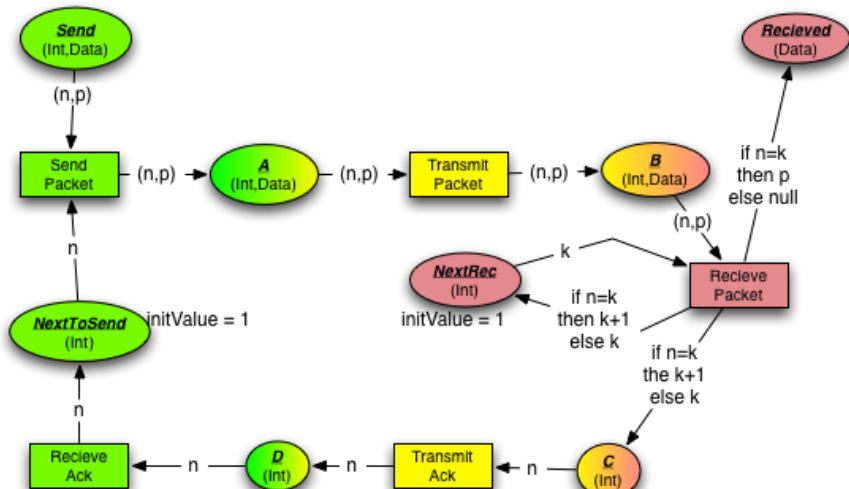 Send
(Int,Data)
Recieved
(Data)
(n,p)
Send
Packet
(n,p)
A
(Int,Data)
(n,p)
Transmit
Packet
(n,p)
B
(Int,Data)
if n=k
then p
else null
(n,p)
n
k
NextRec
(Int)
initValue = 1
Recieve
Packet
if n=k
then k+1
else k
NextToSend
(Int)
initValue = 1
if n=k
the k+1
else k
n
Recieve
Ack
n
D
(Int)
n
Transmit
Ack
n
C
(Int)